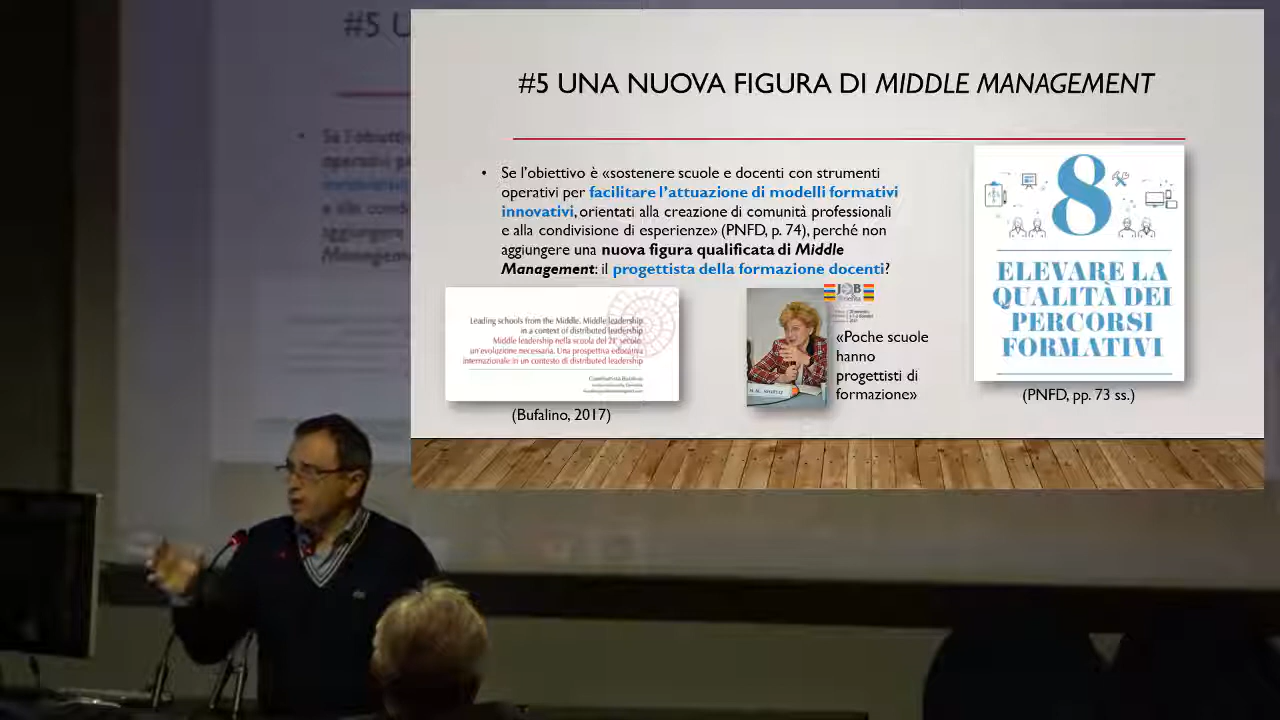 #5 U
#5 UNA NUOVA FIGURA DI MIDDLE MANAGEMENT
• Se l'obiettivo è «sostenere scuole e docenti con strumenti
operativi per facilitare l'attuazione di modelli formativi
innovativi, orientati alla creazione di comunità professionali
e alla condivisione di esperienze» (PNFD, p. 74), perché non
aggiungere una nuova figura qualificata di Middle
Management: il progettista della formazione docenti?
Leading schools from the Middle. Middle leadership
in a context of distributed leadership
Middle leadership nella scuola del 21° secolo:
un'evoluzione necessaria. Una prospettiva educativa
internazionale in un contesto di distributed leadership
(Bufalino, 2017)
JOB
«Poche scuole
hanno
progettisti di
formazione»
8
ELEVARE LA
QUALITÀ DEI
PERCORSI
FORMATIVI
(PNFD, pp. 73 ss.)